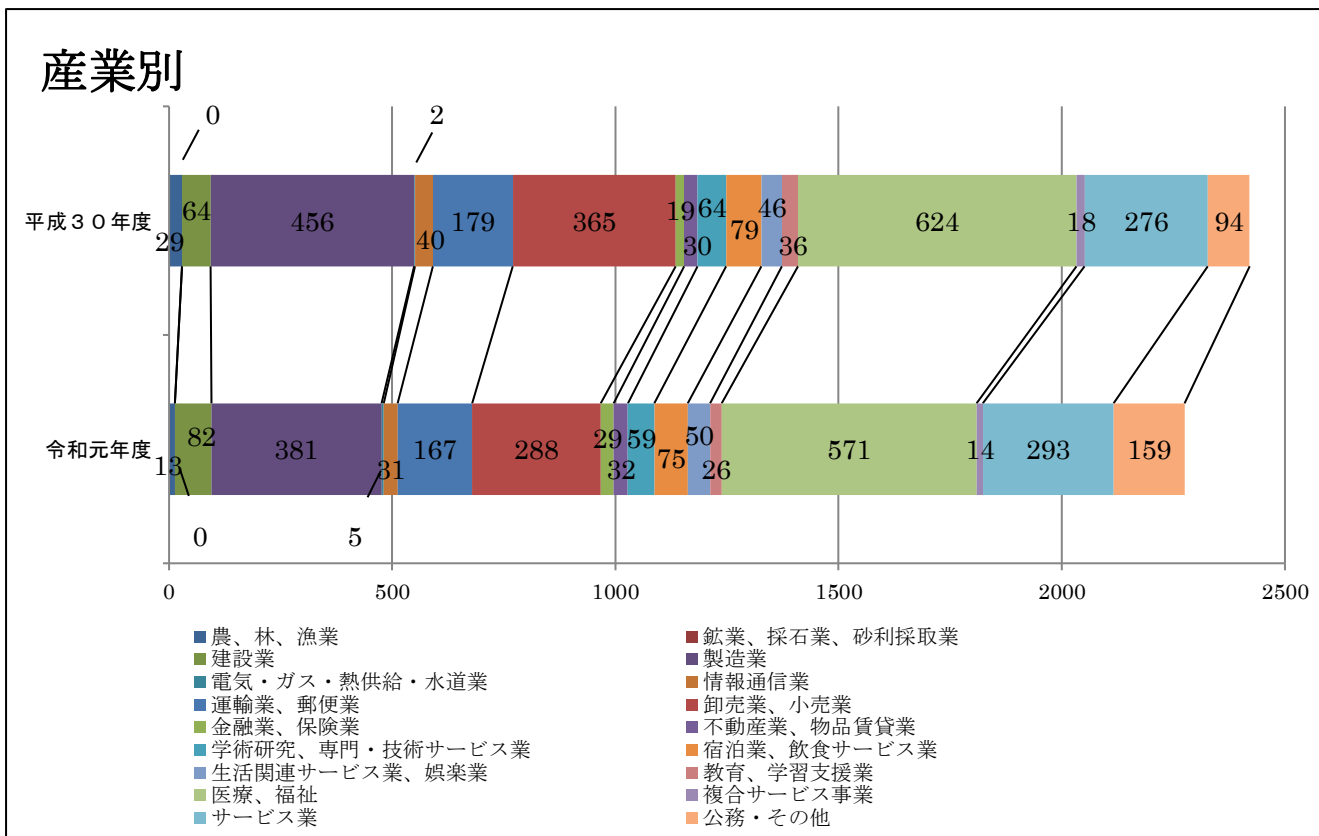 産業別
0 2
平成３０年度 29 64 456 40 179 365 19 30 64 79 46 36 624 18 276 94
令和元年度 13 82 381 31 167 288 29 32 59 75 50 26 571 14 293 159
0 5
0 500 1000 1500 2000 2500
農、林、漁業 鉱業、採石業、砂利採取業
建設業 製造業
電気・ガス・熱供給・水道業 情報通信業
運輸業、郵便業 卸売業、小売業
金融業、保険業 不動産業、物品賃貸業
学術研究、専門・技術サービス業 宿泊業、飲食サービス業
生活関連サービス業、娯楽業 教育、学習支援業
医療、福祉 複合サービス事業
サービス業 公務・その他